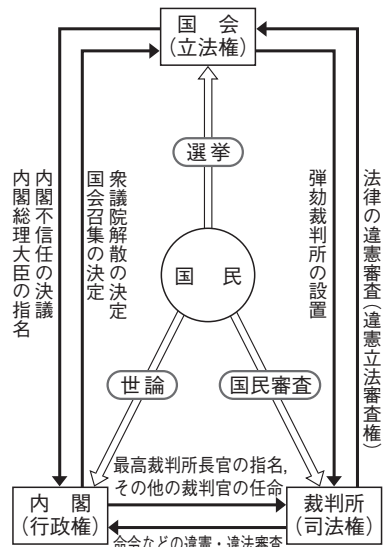 国会
(立法権)
選挙
内閣不信任の決議
内閣総理大臣の指名
衆議院解散の決定
国会召集の決定
弾劾裁判所の設置
法律の違憲審査(違憲立法審査権)
国民
世論
国民審査
最高裁判所長官の指名,
その他の裁判官の任命
内閣
(行政権)
裁判所
(司法権)
命令などの違憲・違法審査